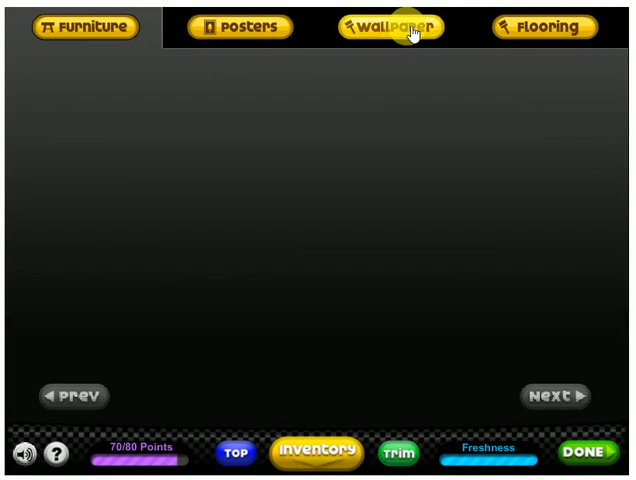 Furniture
Posters
Wallpaper
Flooring
Prev
Next
?
70/80 Points
TOP
Inventory
Trim
Freshness
DONE